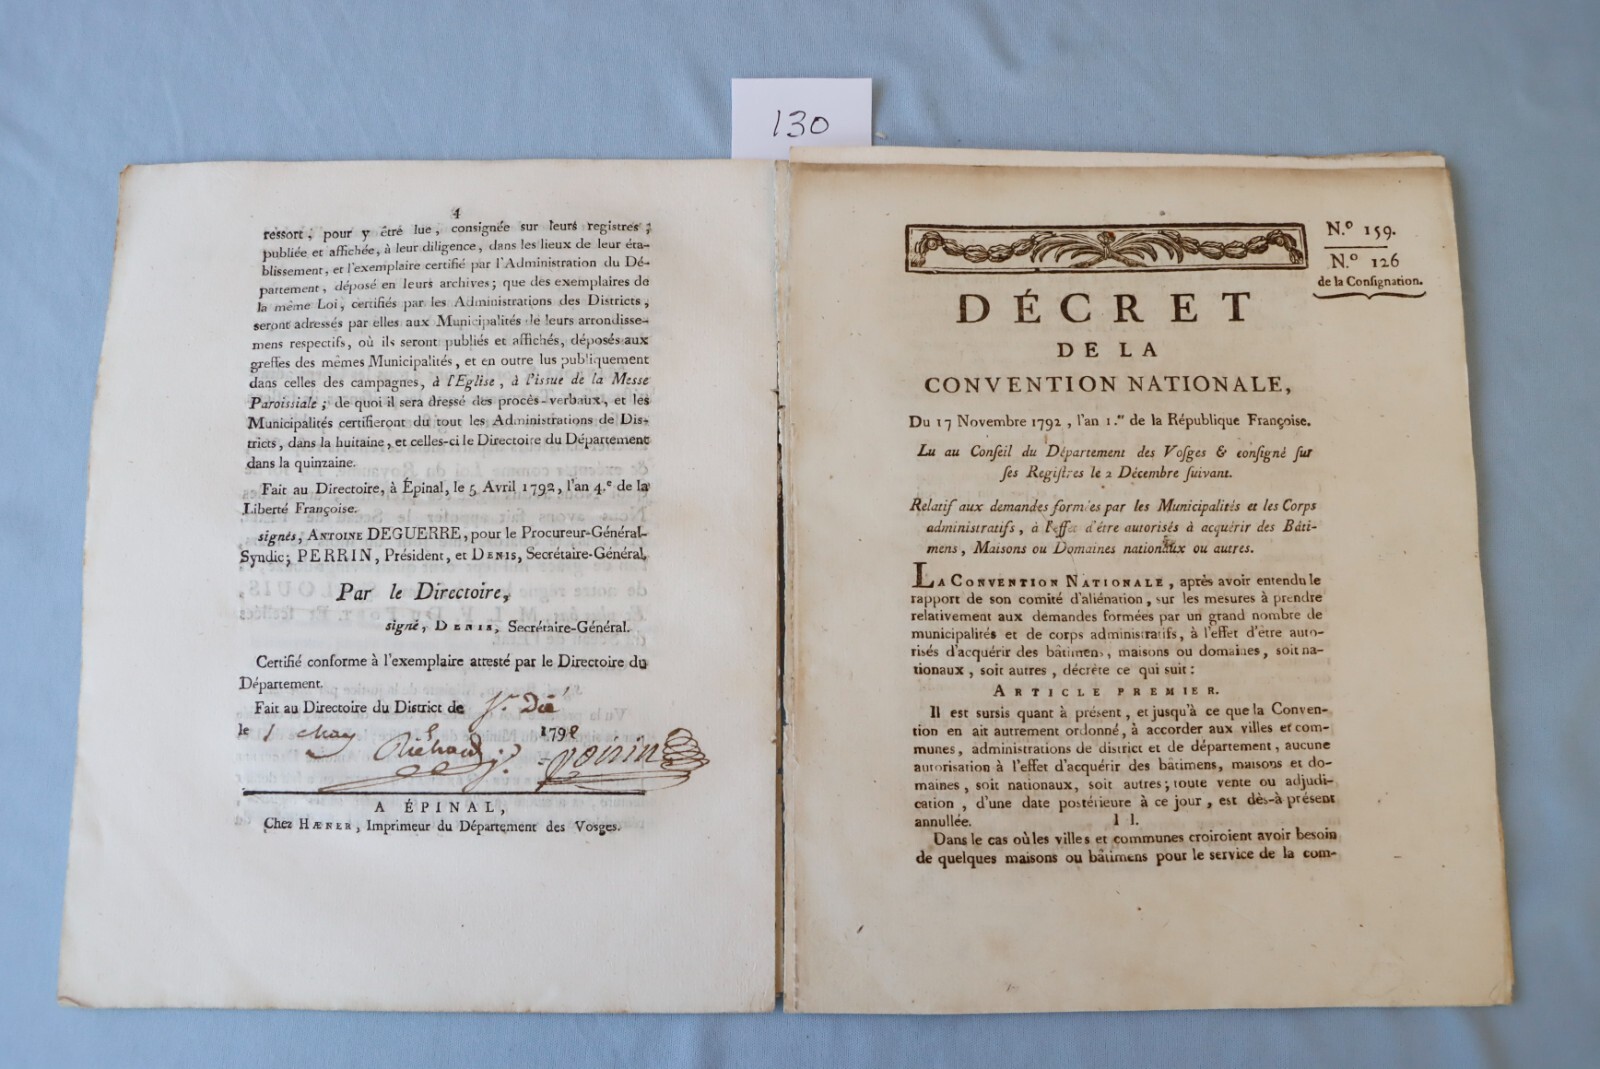 130
4
ressort, pour y être lue, consignée sur leurs registres,
publiée et affichée, à leur diligence, dans les lieux de leur éta-
blissement, et l'exemplaire certifié par l'Administration du Dé-
partement, déposé en leurs archives; que des exemplaires de
la même Loi, certifiés par les Administrations des Districts,
seront adressés par elles aux Municipalités de leurs arrondisse-
mens respectifs, où ils seront publiés et affichés, déposés aux
greffes des mêmes Municipalités, et en outre lus publiquement
dans celles des campagnes, à l'Eglise, à l'issue de la Messe
Paroissiale; de quoi il sera dressé des procès-verbaux, et les
Municipalités certifieront du tout les Administrations de Dis-
tricts, dans la huitaine, et celles-ci le Directoire du Département
dans la quinzaine.
Fait au Directoire, à Épinal, le 5 Avril 1792, l'an 4.e de la
Liberté Françoise.
signés, ANTOINE DEGUERRE, pour le Procureur-Général-
Syndic; PERRIN, Président, et DENIS, Secrétaire-Général,
Par le Directoire,
signé, DENIS, Secrétaire-Général.
Certifié conforme à l'exemplaire attesté par le Directoire du
Département.
Fait au Directoire du District de St. Dié
le 1 May 1792
A ÉPINAL,
Chez HÆNER, Imprimeur du Département des Vosges.
N.º 159.
N.º 126
de la Conſignation.
DÉCRET
DE LA
CONVENTION NATIONALE,
Du 17 Novembre 1792, l'an 1.er de la République Françoise.
Lu au Conſeil du Département des Voſges & conſigné ſur
ſes Regiſtres le 2 Décembre ſuivant.
Relatif aux demandes formées par les Municipalités et les Corps
administratifs, à l'effet d'être autorisés à acquérir des Bâti-
mens, Maisons ou Domaines nationaux ou autres.
LA CONVENTION NATIONALE, après avoir entendu le
rapport de son comité d'aliénation, sur les mesures à prendre
relativement aux demandes formées par un grand nombre de
municipalités et de corps administratifs, à l'effet d'être auto-
risés d'acquérir des bâtimens, maisons ou domaines, soit na-
tionaux, soit autres, décrète ce qui suit:
ARTICLE PREMIER.
Il est sursis quant à présent, et jusqu'à ce que la Conven-
tion en ait autrement ordonné, à accorder aux villes et com-
munes, administrations de district et de département, aucune
autorisation à l'effet d'acquérir des bâtimens, maisons et do-
maines, soit nationaux, soit autres; toute vente ou adjudi-
cation, d'une date postérieure à ce jour, est dès-à-présent
annullée.
II.
Dans le cas où les villes et communes croiroient avoir besoin
de quelques maisons ou bâtimens pour le service de la com-